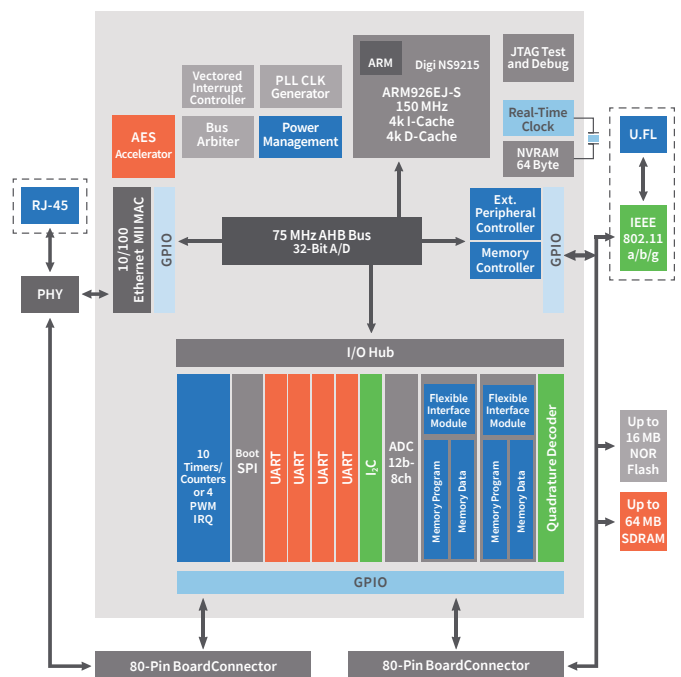 ARM
Digi NS9215
ARM926EJ-S
150 MHz
4k I-Cache
4k D-Cache
JTAG Test
and Debug
Vectored
Interrupt
Controller
PLL CLK
Generator
Bus
Arbiter
Power
Management
AES
Accelerator
Real-Time
Clock
NVRAM
64 Byte
U.FL
IEEE
802.11
a/b/g
RJ-45
PHY
10/100
Ethernet MII MAC
GPIO
75 MHz AHB Bus
32-Bit A/D
Ext.
Peripheral
Controller
Memory
Controller
GPIO
I/O Hub
10
Timers/
Counters
or 4
PWM
IRQ
Boot
SPI
UART
UART
UART
UART
I2C
ADC
12b-
8ch
Flexible
Interface
Module
Memory Program
Memory Data
Flexible
Interface
Module
Memory Program
Memory Data
Quadrature Decoder
Up to
16 MB
NOR
Flash
Up to
64 MB
SDRAM
GPIO
80-Pin BoardConnector
80-Pin BoardConnector